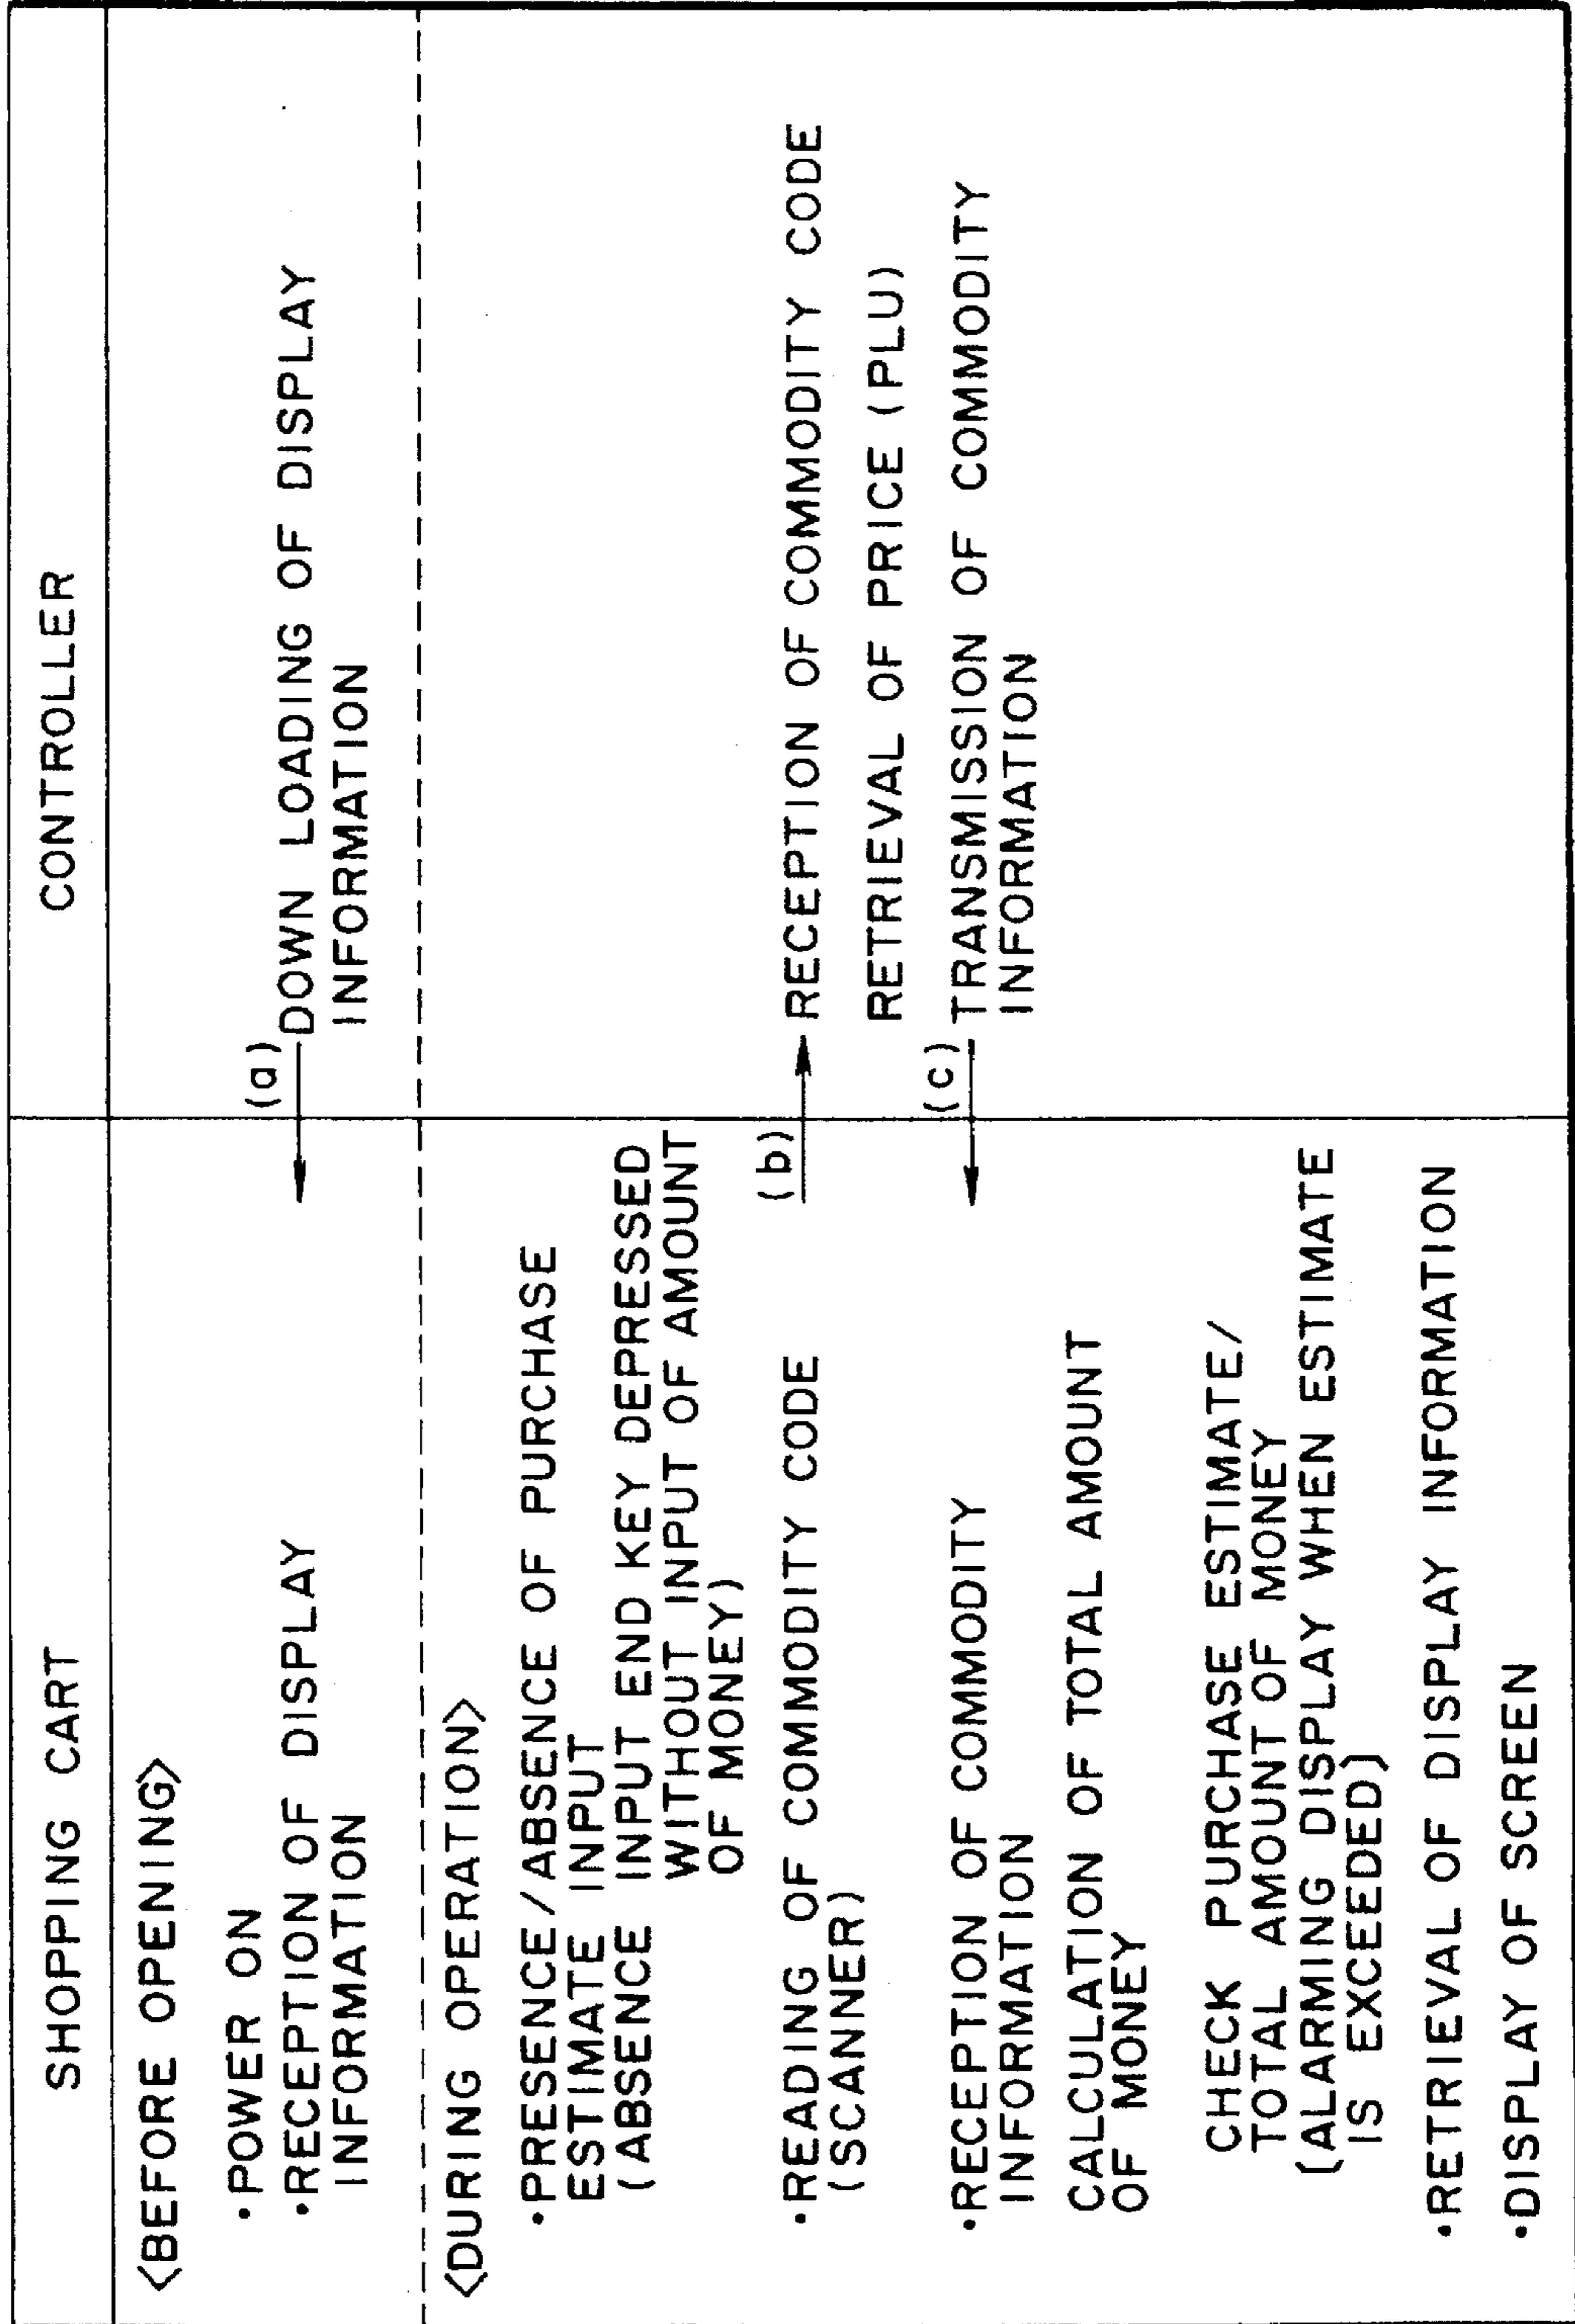 SHOPPING CART
CONTROLLER
<BEFORE OPENING>
•POWER ON
•RECEPTION OF DISPLAY
INFORMATION
(a)
DOWN LOADING OF DISPLAY
INFORMATION
<DURING OPERATION>
•PRESENCE/ABSENCE OF PURCHASE
ESTIMATE INPUT
(ABSENCE INPUT END KEY DEPRESSED
WITHOUT INPUT OF AMOUNT
OF MONEY)
•READING OF COMMODITY CODE
(SCANNER)
(b)
RECEPTION OF COMMODITY CODE
RETRIEVAL OF PRICE (PLU)
(c)
TRANSMISSION OF COMMODITY
INFORMATION
•RECEPTION OF COMMODITY
INFORMATION
CALCULATION OF TOTAL AMOUNT
OF MONEY
CHECK PURCHASE ESTIMATE/
TOTAL AMOUNT OF MONEY
(ALARMING DISPLAY WHEN ESTIMATE
IS EXCEEDED)
•RETRIEVAL OF DISPLAY INFORMATION
•DISPLAY OF SCREEN